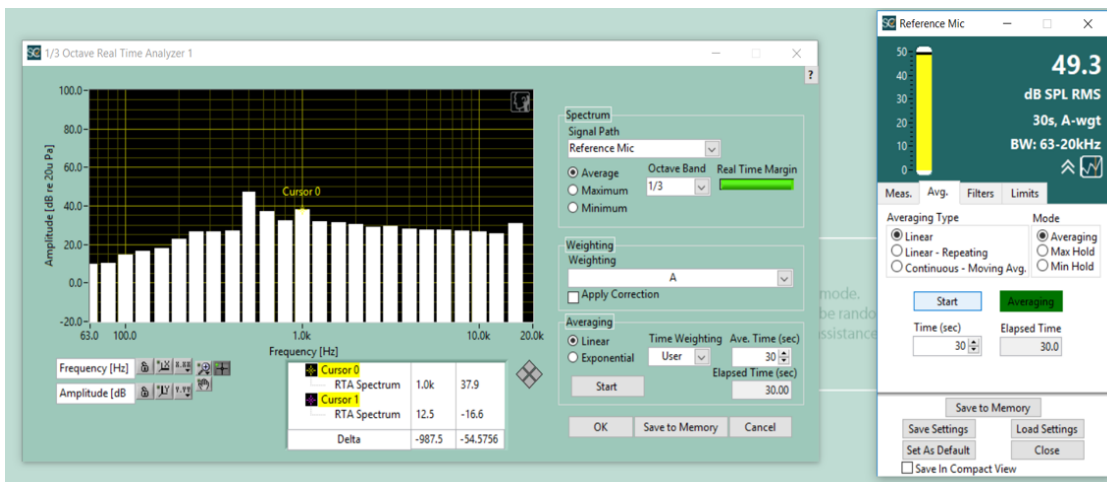 1/3 Octave Real Time Analyzer 1
?
100.0
80.0
60.0
40.0
20.0
0.0
-20.0
Amplitude [dB re 20u Pa]
Cursor 0
63.0 100.0 1.0k 10.0k 20.0k
Frequency [Hz]
Frequency [Hz]
Amplitude [dB
Cursor 0
RTA Spectrum 1.0k 37.9
Cursor 1
RTA Spectrum 12.5 -16.6
Delta -987.5 -54.5756
Spectrum
Signal Path
Reference Mic
Average
Maximum
Minimum
Octave Band
1/3
Real Time Margin
Weighting
Weighting
A
Apply Correction
Averaging
Linear
Exponential
Time Weighting
User
Ave. Time (sec)
30
Elapsed Time (sec)
30.00
Start
OK Save to Memory Cancel
mode.
be rando
ssistance
Reference Mic
50
40
30
20
10
0
49.3
dB SPL RMS
30s, A-wgt
BW: 63-20kHz
Meas. Avg. Filters Limits
Averaging Type
Linear
Linear - Repeating
Continuous - Moving Avg.
Mode
Averaging
Max Hold
Min Hold
Start Averaging
Time (sec)
30
Elapsed Time
30.0
Save to Memory
Save Settings Load Settings
Set As Default Close
Save In Compact View